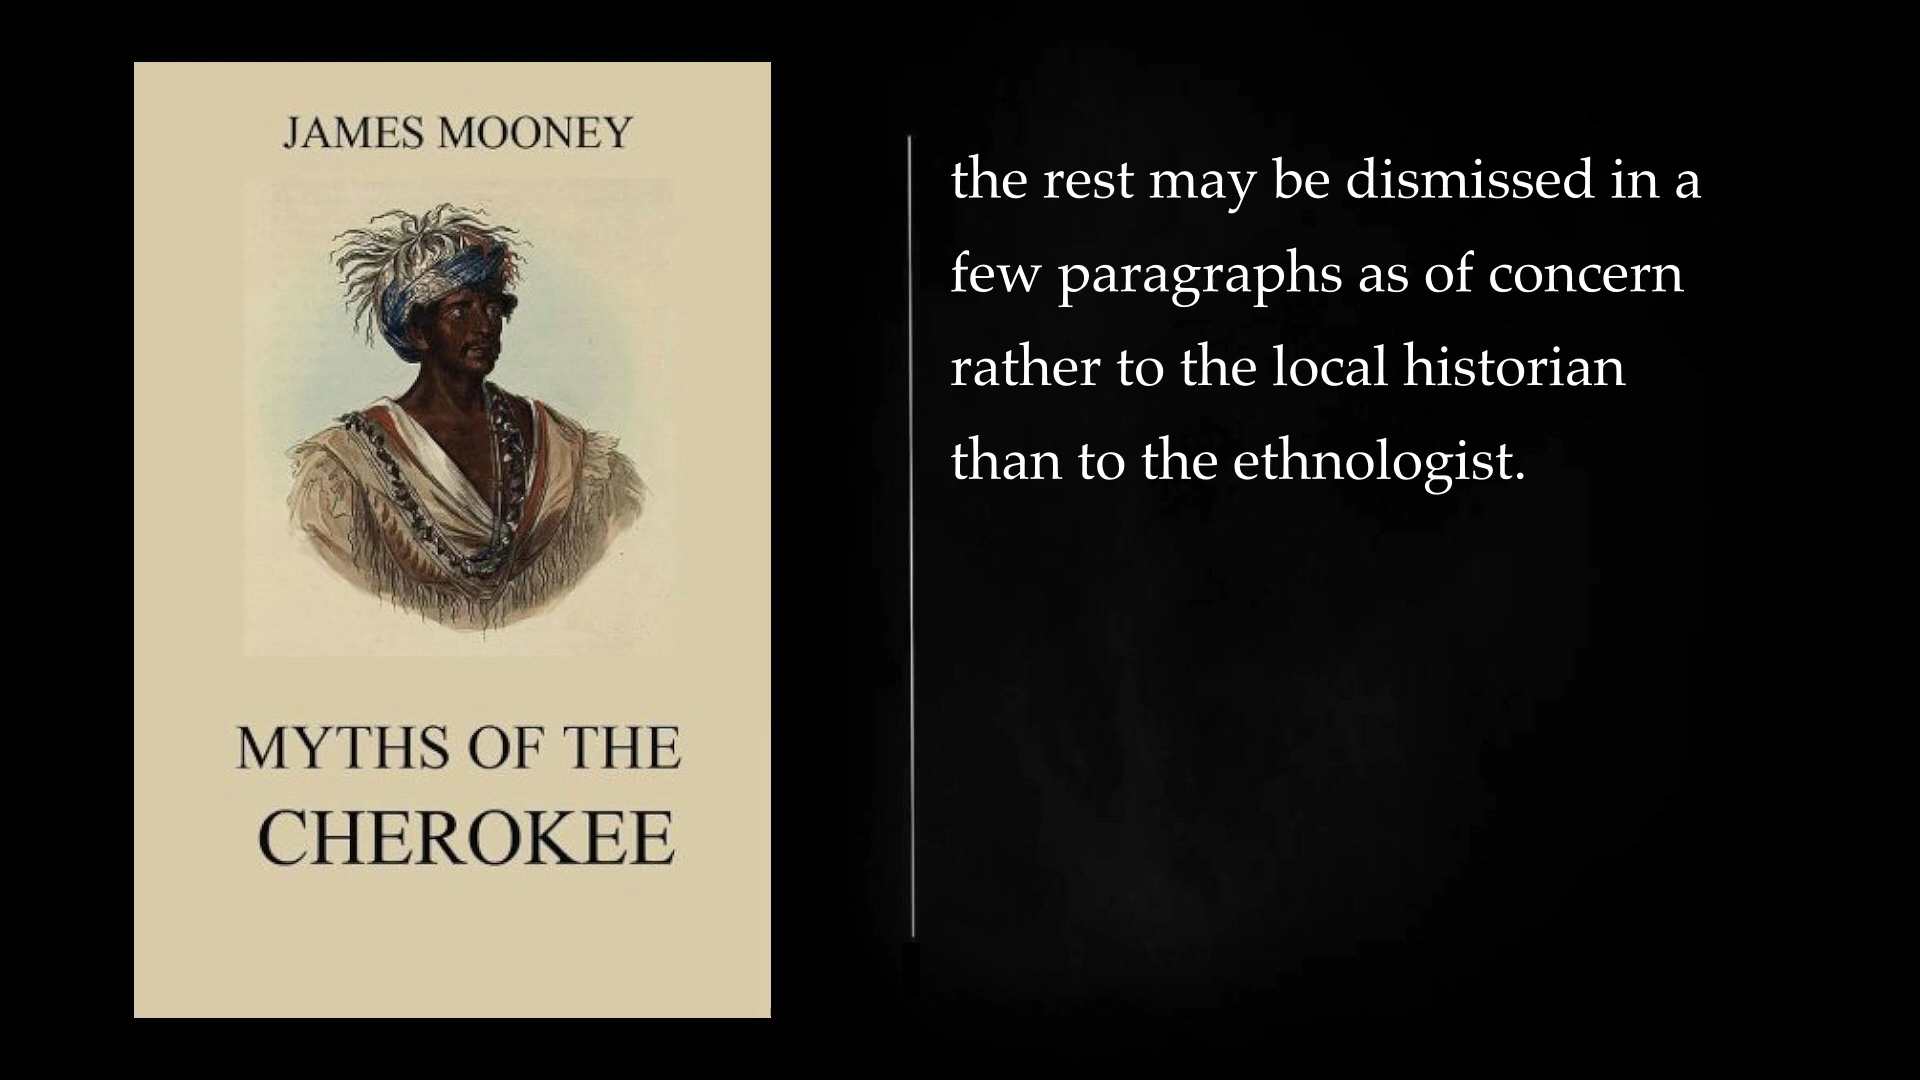 JAMES MOONEY
MYTHS OF THE
CHEROKEE
the rest may be dismissed in a
few paragraphs as of concern
rather to the local historian
than to the ethnologist.